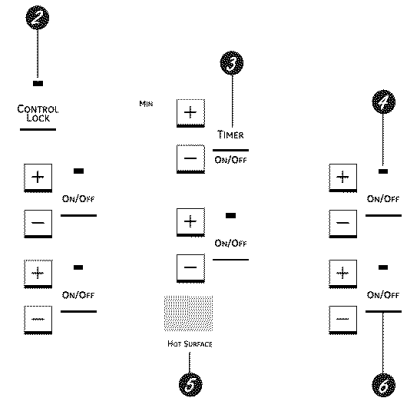 2
3
MIN
+
4
CONTROL
LOCK
TIMER
− ON/OFF
+ + 
ON/OFF ON/OFF
− + −
ON/OFF
+ − +
ON/OFF ON/OFF
− −
HOT SURFACE
5 6